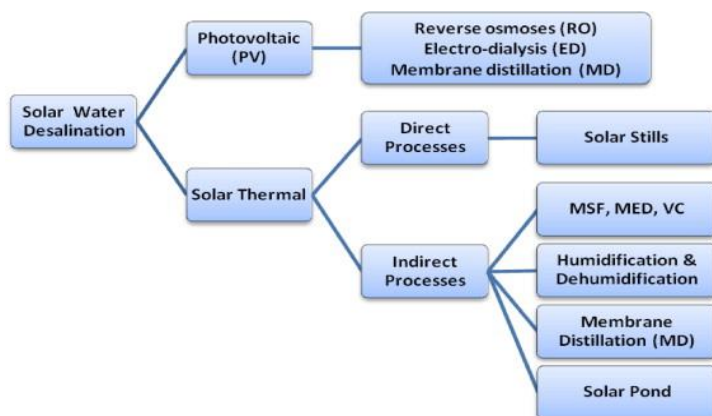 Photovoltaic
(PV)
Reverse osmoses (RO)
Electro-dialysis (ED)
Membrane distillation (MD)
Solar Water
Desalination
Direct
Processes
Solar Stills
Solar Thermal
MSF, MED, VC
Indirect
Processes
Humidification &
Dehumidification
Membrane
Distillation (MD)
Solar Pond